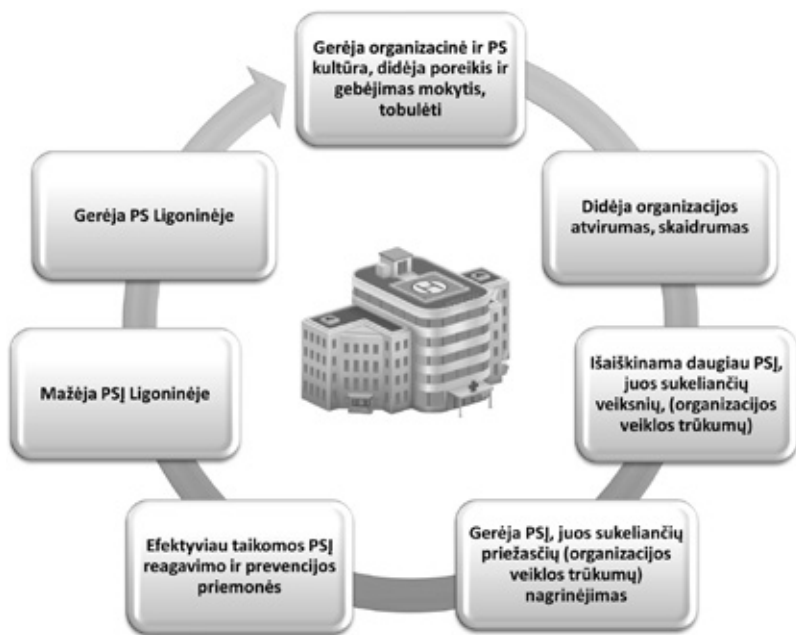 Gerėja organizacinė ir PS
kultūra, didėja poreikis ir
gebėjimas mokytis,
tobulėti
Didėja organizacijos
atvirumas, skaidrumas
Išaiškinama daugiau PSĮ,
juos sukeliančių
veiksnių, (organizacijos
veiklos trūkumų)
Gerėja PSĮ, juos sukeliančių
priežasčių (organizacijos
veiklos trūkumų)
nagrinėjimas
Efektyviau taikomos PSĮ
reagavimo ir prevencijos
priemonės
Mažėja PSĮ Ligoninėje
Gerėja PS Ligoninėje